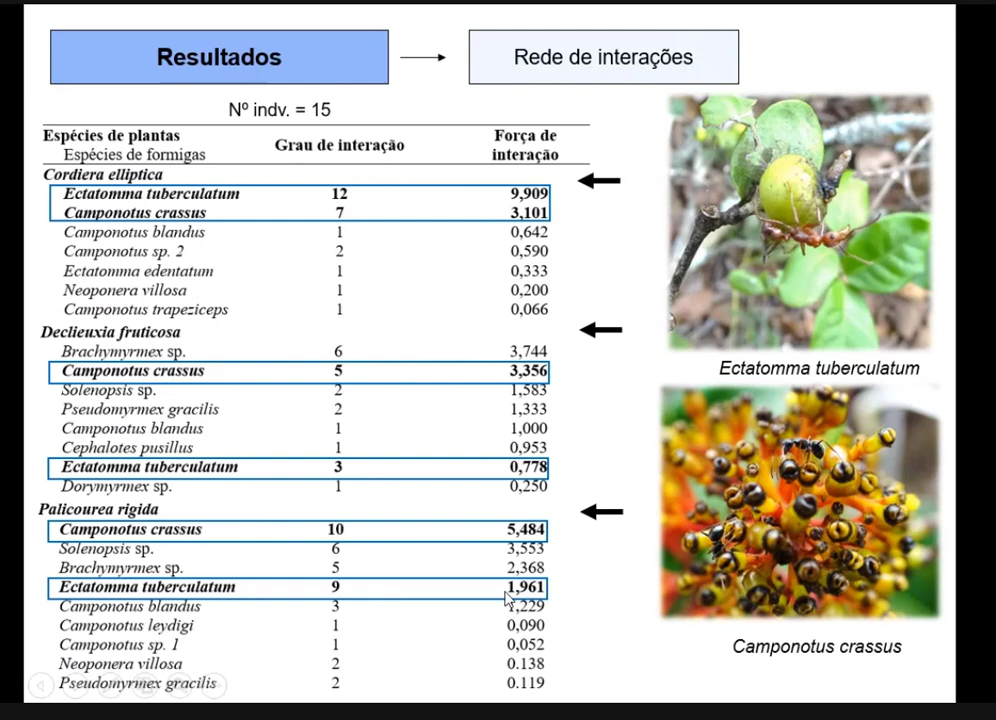 Resultados
Rede de interações
Nº indv. = 15
Espécies de plantas
Espécies de formigas
Grau de interação
Força de
interação
Cordiera elliptica
Ectatomma tuberculatum 12 9,909
Camponotus crassus 7 3,101
Camponotus blandus 1 0,642
Camponotus sp. 2 2 0,590
Ectatomma edentatum 1 0,333
Neoponera villosa 1 0,200
Camponotus trapeziceps 1 0,066
Declieuxia fruticosa
Brachymyrmex sp. 6 3,744
Camponotus crassus 5 3,356
Solenopsis sp. 2 1,583
Pseudomyrmex gracilis 2 1,333
Camponotus blandus 1 1,000
Cephalotes pusillus 1 0,953
Ectatomma tuberculatum 3 0,778
Dorymyrmex sp. 1 0,250
Palicourea rigida
Camponotus crassus 10 5,484
Solenopsis sp. 6 3,553
Brachymyrmex sp. 5 2,368
Ectatomma tuberculatum 9 1,961
Camponotus blandus 3 1,229
Camponotus leydigi 1 0,090
Camponotus sp. 1 1 0,052
Neoponera villosa 2 0.138
Pseudomyrmex gracilis 2 0.119
Ectatomma tuberculatum
Camponotus crassus